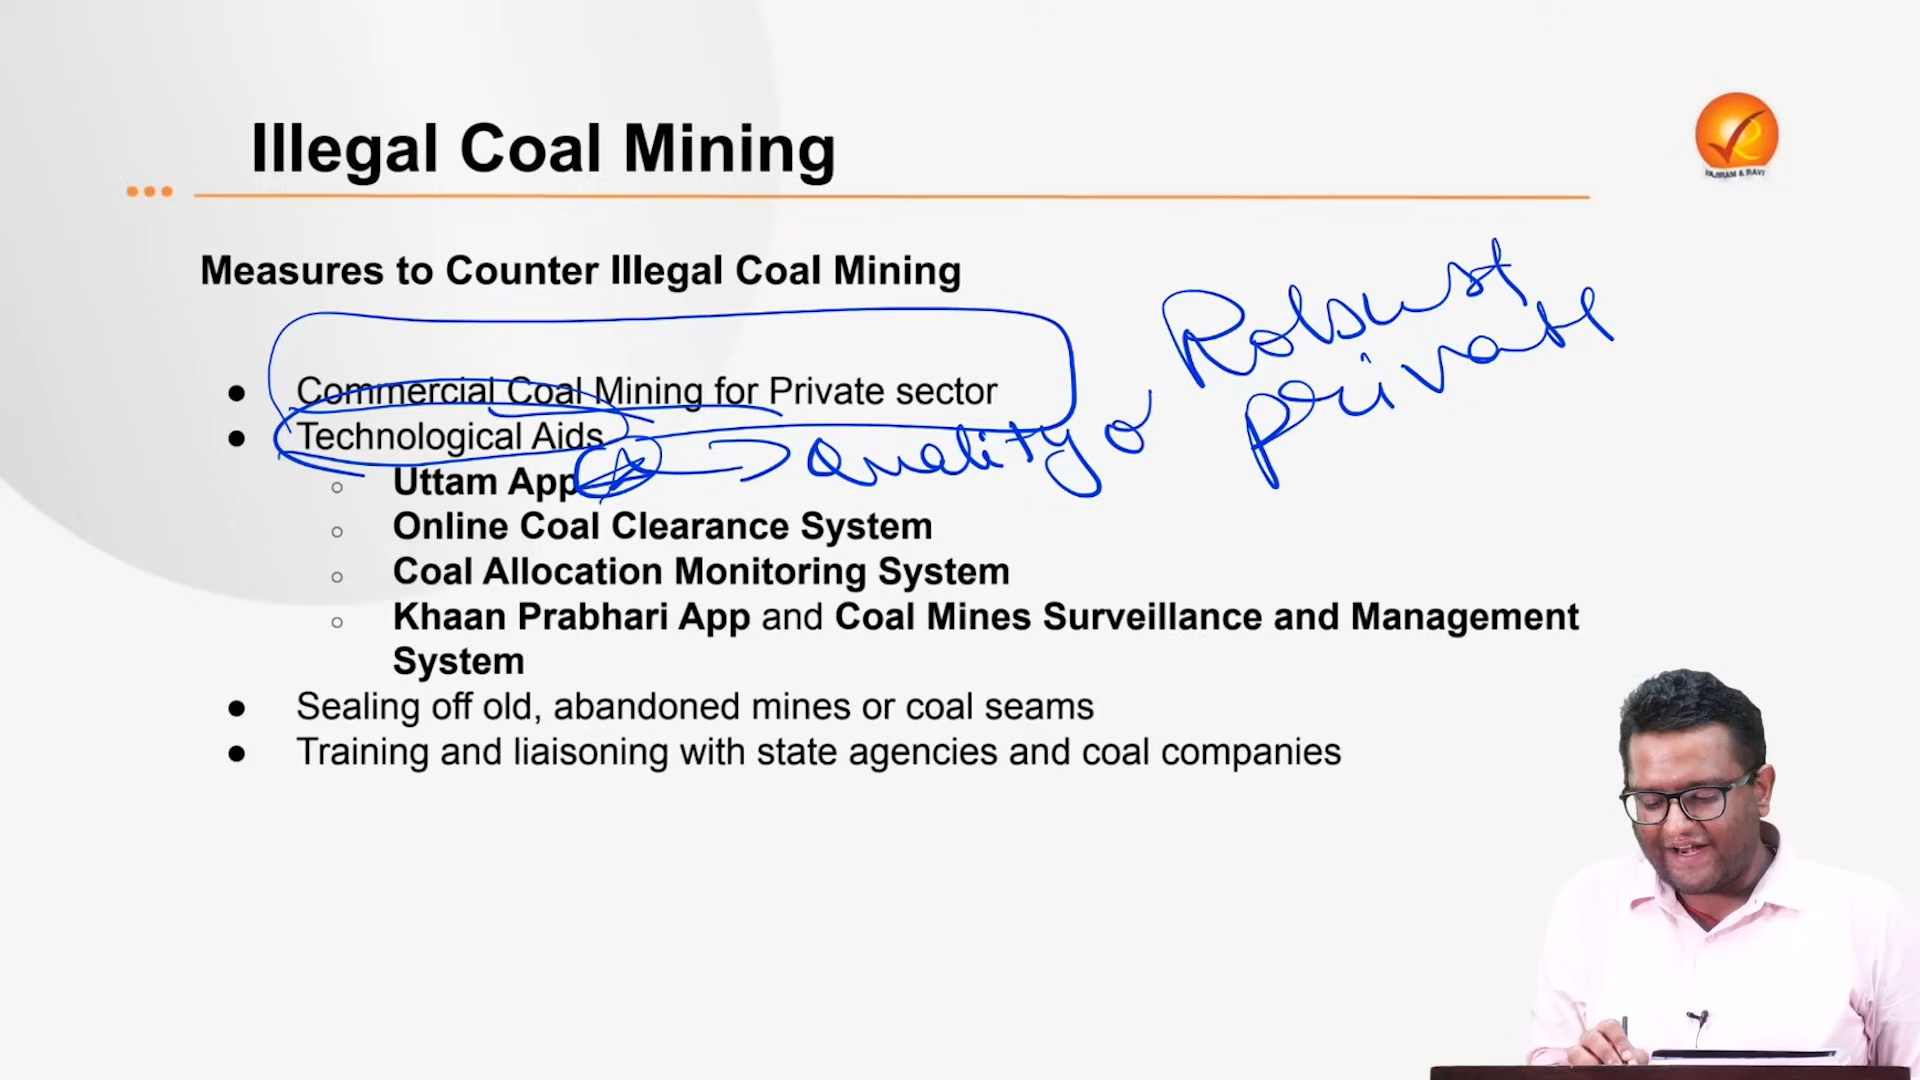 Illegal Coal Mining
VAJIRAM & RAVI
Measures to Counter Illegal Coal Mining
Robust
private
● Commercial Coal Mining for Private sector
● Technological Aids
Quality o
○ Uttam App
○ Online Coal Clearance System
○ Coal Allocation Monitoring System
○ Khaan Prabhari App and Coal Mines Surveillance and Management
System
● Sealing off old, abandoned mines or coal seams
● Training and liaisoning with state agencies and coal companies